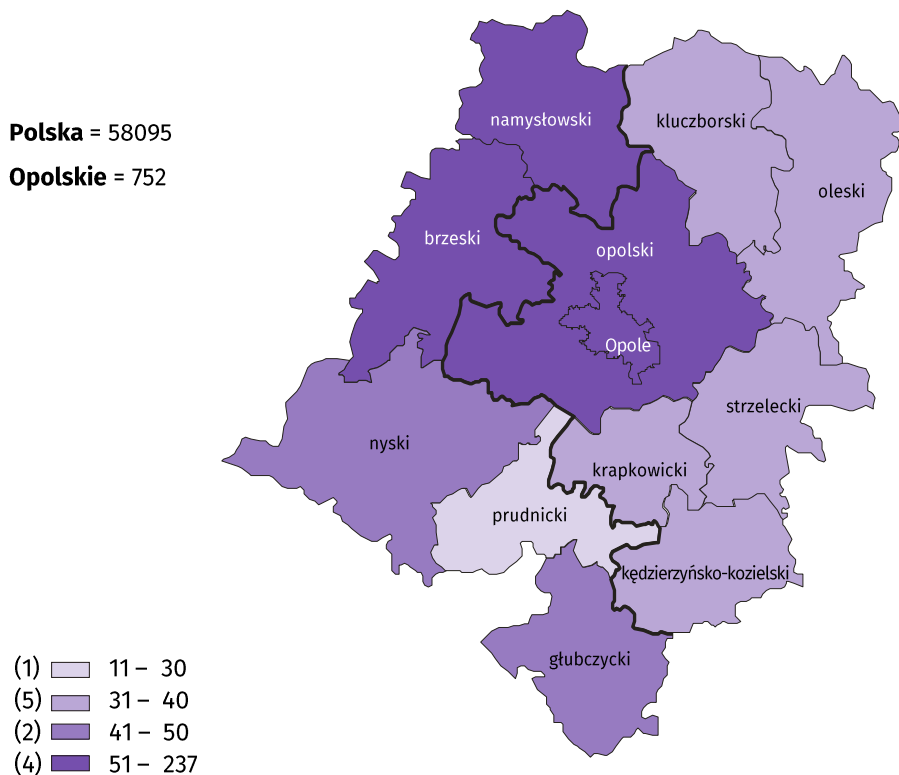 Polska = 58095
Opolskie = 752
namysłowski
kluczborski
oleski
brzeski
opolski
Opole
strzelecki
nyski
krapkowicki
prudnicki
kędzierzyńsko-kozielski
głubczycki
(1) 11 – 30
(5) 31 – 40
(2) 41 – 50
(4) 51 – 237